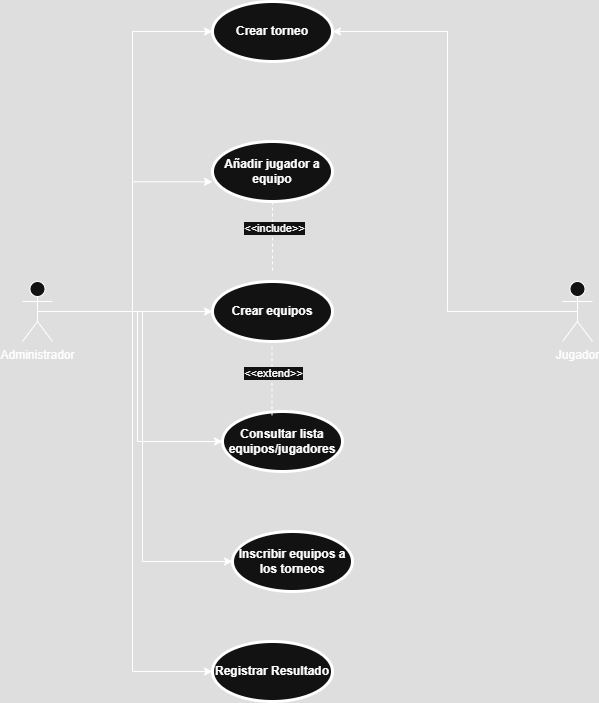 Crear torneo
Añadir jugador a
equipo
<<include>>
Crear equipos
Administrador
Jugador
<<extend>>
Consultar lista
equipos/jugadores
Inscribir equipos a
los torneos
Registrar Resultado